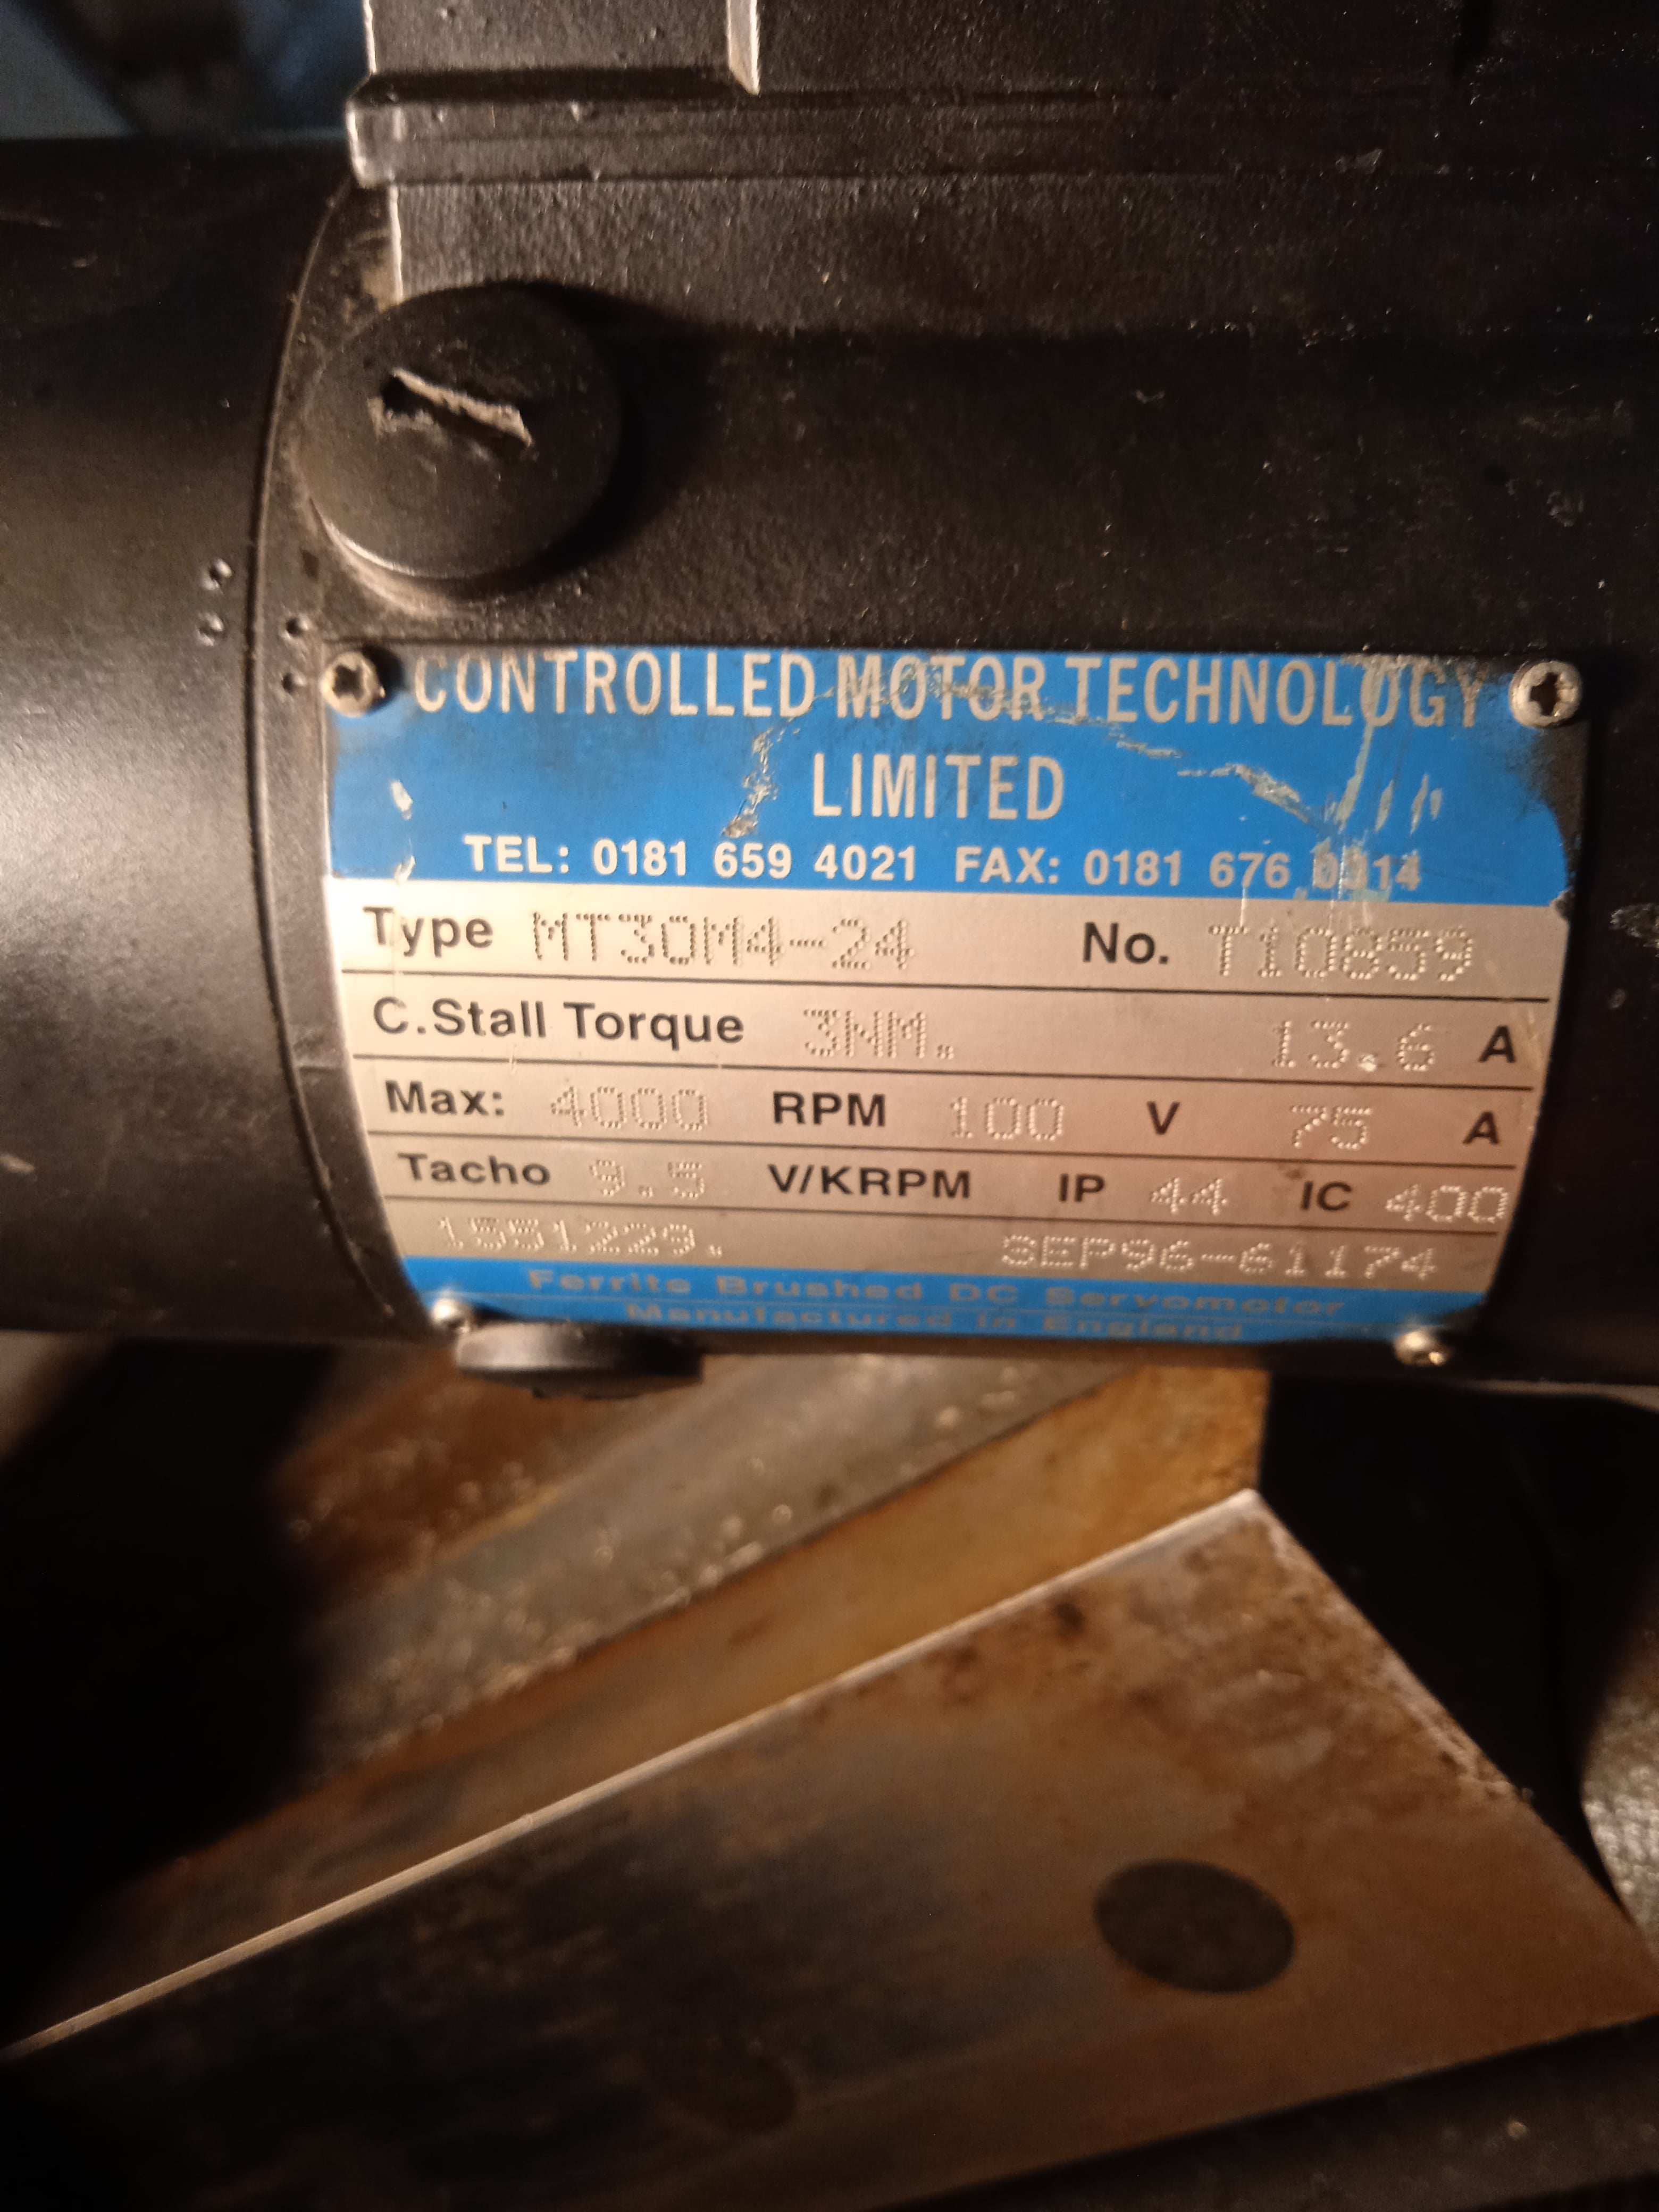 CONTROLLED MOTOR TECHNOLOGY
LIMITED
TEL: 0181 659 4021 FAX: 0181 676
Type MT30M4-24 No. T10859
C.Stall Torque 3NM. 13.6 A
Max: 4000 RPM 100 V 75 A
Tacho 9.5 V/KRPM IP 44 IC 400
1551229. SEP96-61174
Ferrite Brushed DC Servomotor
Manufactured in England